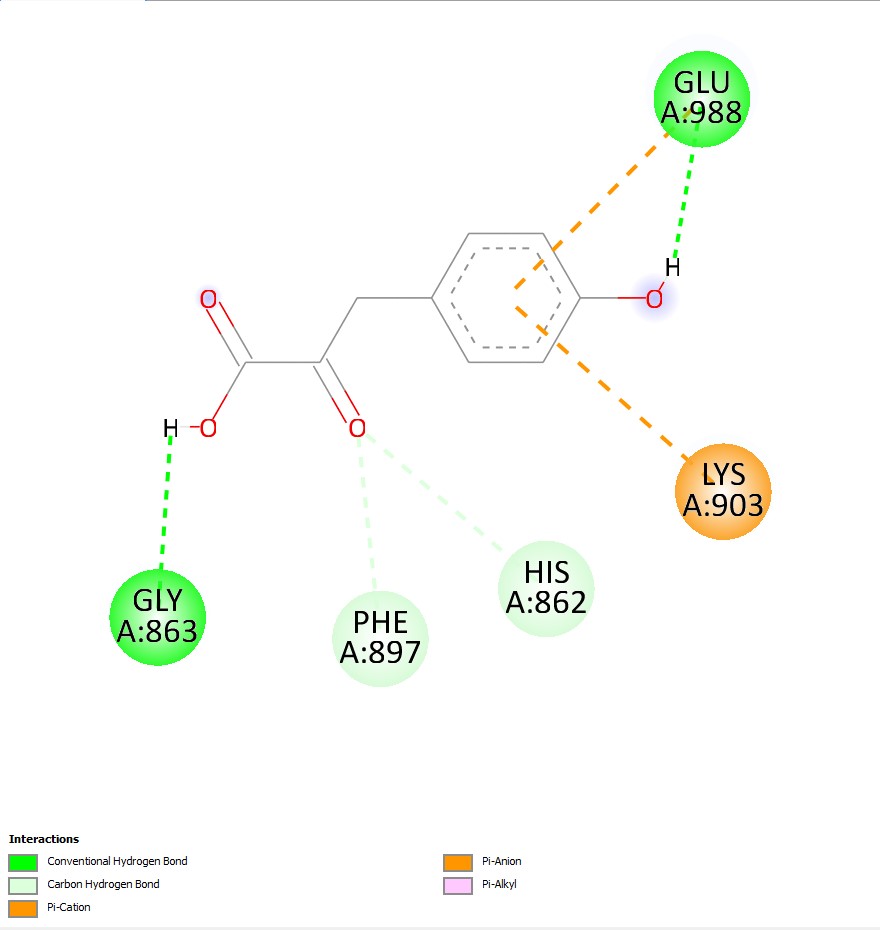 GLU
A:988
H
O
O
H
O
O
LYS
A:903
HIS
A:862
GLY
A:863
PHE
A:897
Interactions
Conventional Hydrogen Bond
Carbon Hydrogen Bond
Pi-Cation
Pi-Anion
Pi-Alkyl